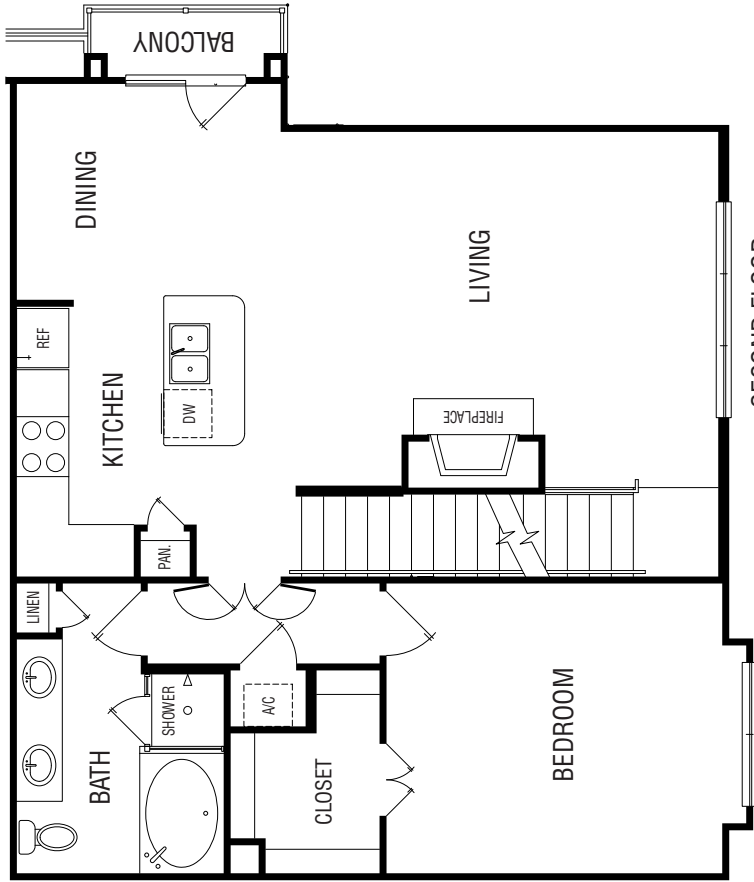 BALCONY
DINING
LIVING
REF
KITCHEN
DW
FIREPLACE
PAN.
LINEN
SHOWER
A/C
BATH
CLOSET
BEDROOM